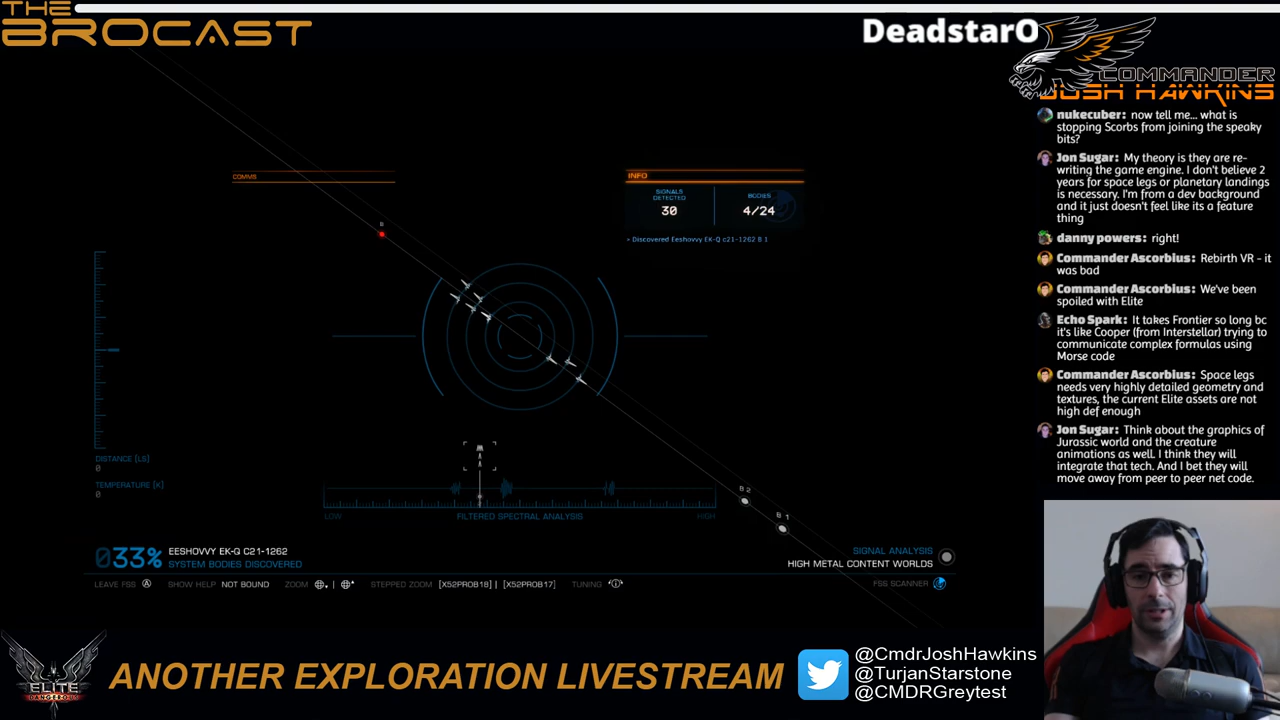 THE
BROCAST
DeadstarO
COMMANDER
JOSH HAWKINS
nukecuber: now tell me... what is
stopping Scorbs from joining the speaky
bits?
Jon Sugar: My theory is they are re-
writing the game engine. I don't believe 2
years for space legs or planetary landings
is necessary. I'm from a dev background
and it just doesn't feel like its a feature
thing
danny powers: right!
Commander Ascorbius: Rebirth VR - it
was bad
Commander Ascorbius: We've been
spoiled with Elite
Echo Spark: It takes Frontier so long bc
it's like Cooper (from Interstellar) trying to
communicate complex formulas using
Morse code
Commander Ascorbius: Space legs
needs very highly detailed geometry and
textures, the current Elite assets are not
high def enough
Jon Sugar: Think about the graphics of
Jurassic world and the creature
animations as well. I think they will
integrate that tech. And I bet they will
move away from peer to peer net code.
COMMS
INFO
SIGNALS
DETECTED
30
BODIES
4/24
> Discovered Eeshovvy EK-Q c21-1262 B 1
B
B 2
B 1
DISTANCE (LS)
0
TEMPERATURE (K)
0
LOW
FILTERED SPECTRAL ANALYSIS
HIGH
033%
EESHOVVY EK-Q C21-1262
SYSTEM BODIES DISCOVERED
SIGNAL ANALYSIS
HIGH METAL CONTENT WORLDS
LEAVE FSS A SHOW HELP NOT BOUND ZOOM | STEPPED ZOOM [X52PROB18] | [X52PROB17] TUNING
FSS SCANNER
ELITE
DANGEROUS
ANOTHER EXPLORATION LIVESTREAM
@CmdrJoshHawkins
@TurjanStarstone
@CMDRGreytest